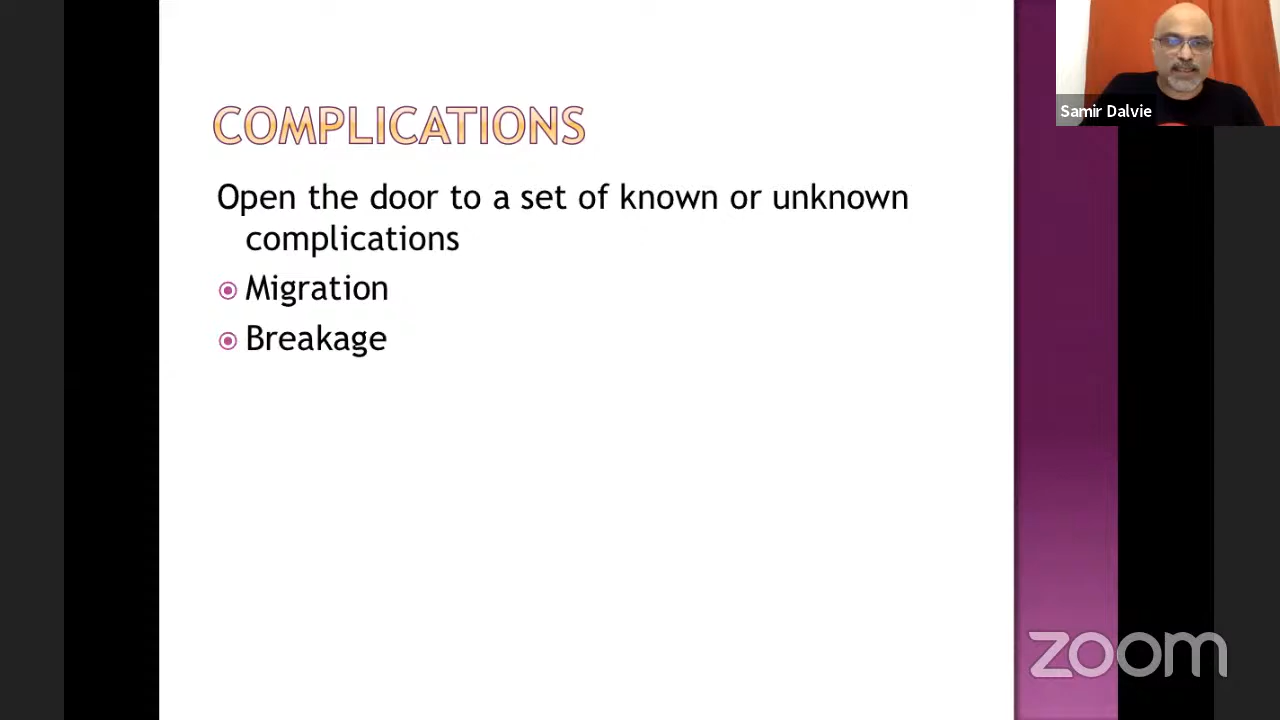 COMPLICATIONS
Open the door to a set of known or unknown
complications
Migration
Breakage
Samir Dalvie
zoom